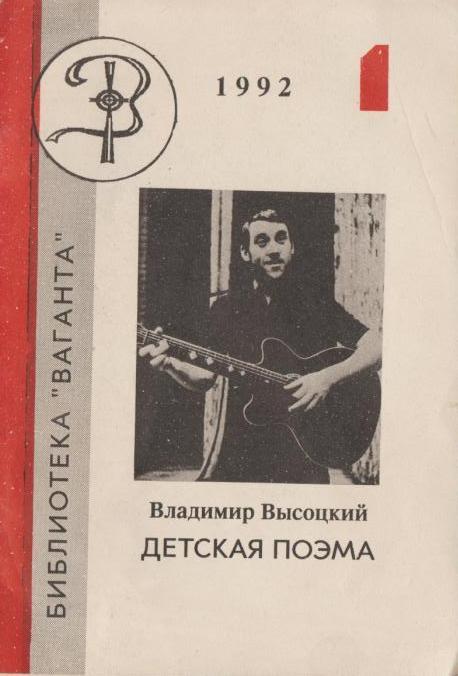 1992
1
БИБЛИОТЕКА "ВАГАНТА"
Владимир Высоцкий
ДЕТСКАЯ ПОЭМА